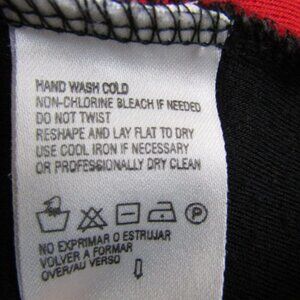 HAND WASH COLD
NON-CHLORINE BLEACH IF NEEDED
DO NOT TWIST
RESHAPE AND LAY FLAT TO DRY
USE COOL IRON IF NECESSARY
OR PROFESSIONALLY DRY CLEAN
P
NO EXPRIMAR O ESTRUJAR
VOLVER A FORMAR
OVER/AU VERSO